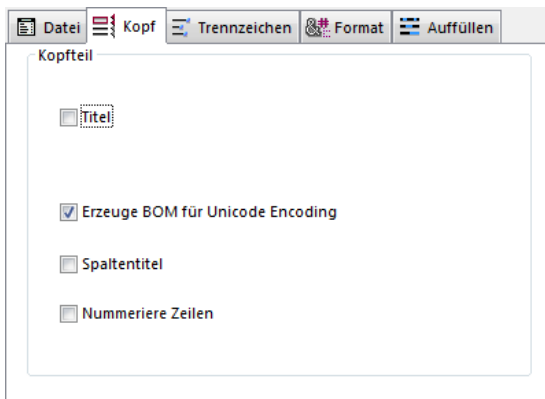 Datei Kopf Trennzeichen Format Auffüllen
Kopfteil
Titel
Erzeuge BOM für Unicode Encoding
Spaltentitel
Nummeriere Zeilen